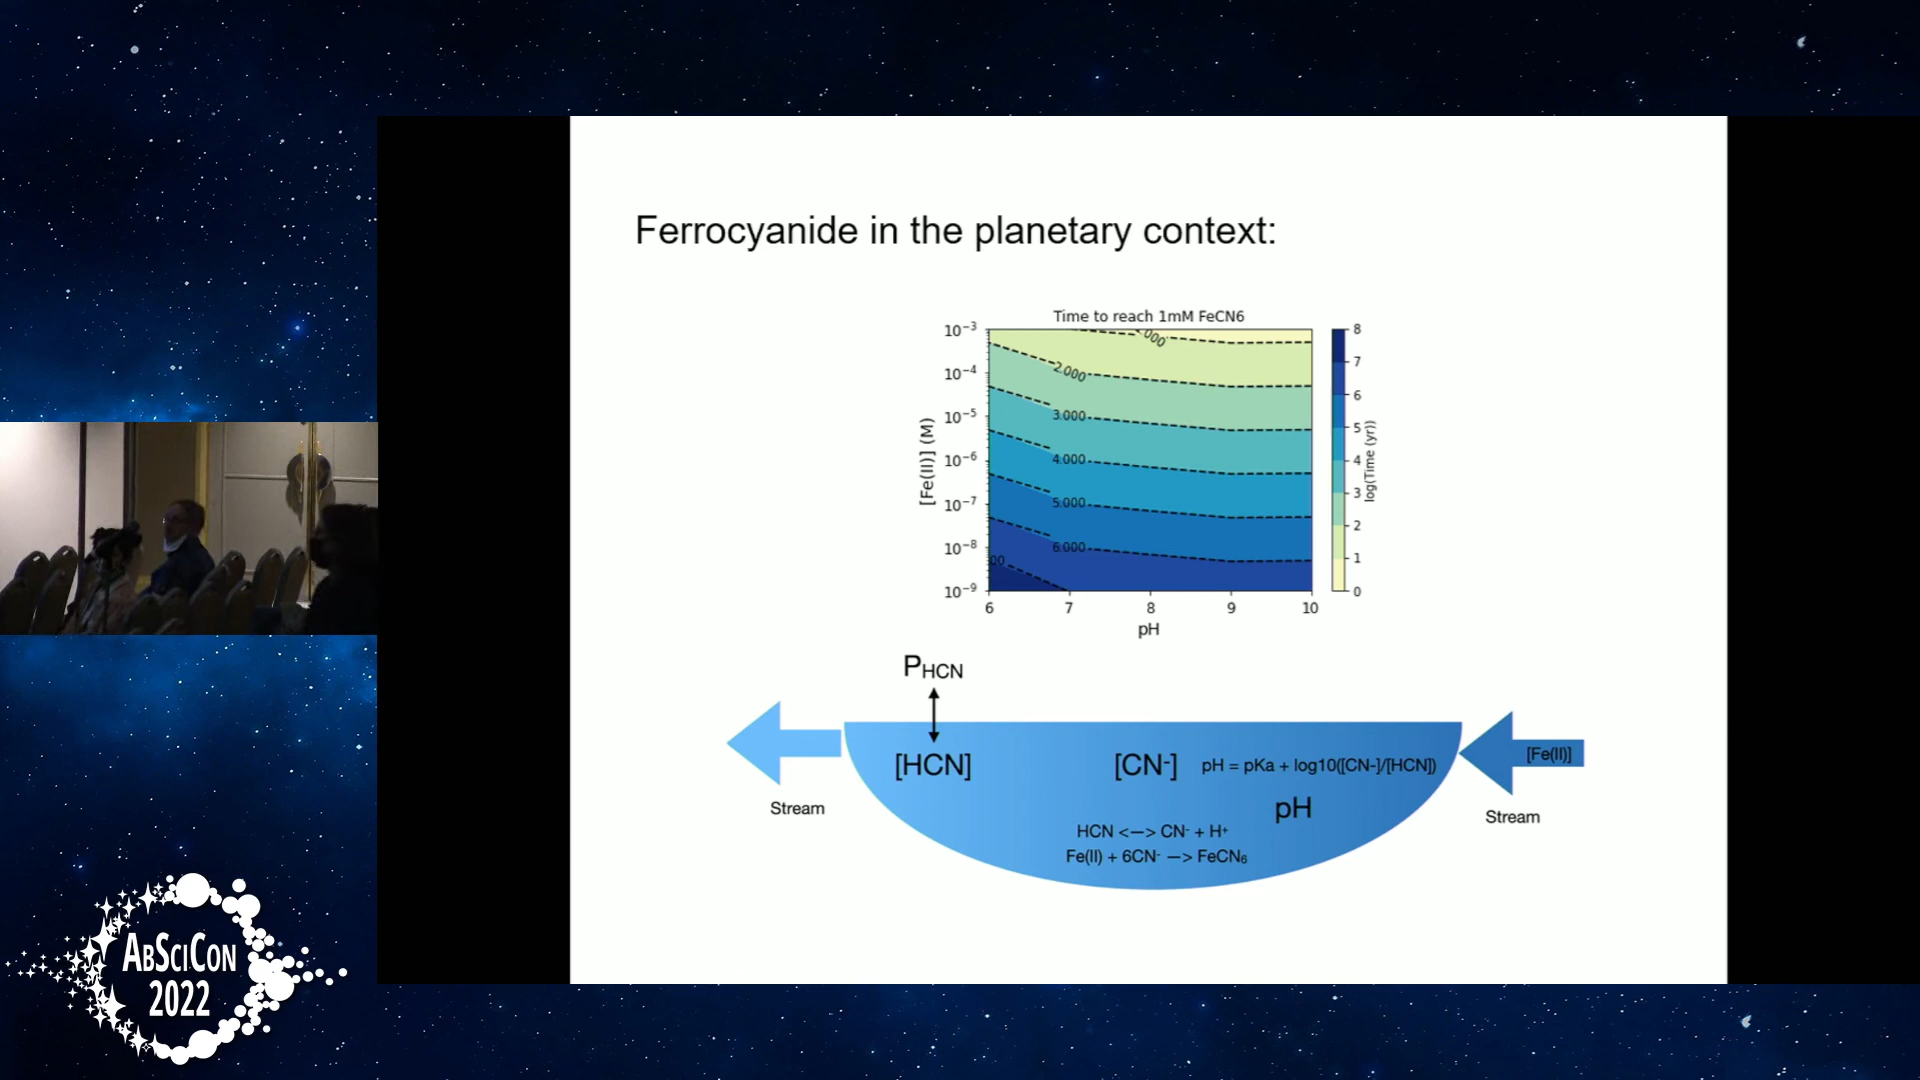 Ferrocyanide in the planetary context:
Time to reach 1mM FeCN6
10⁻³
10⁻⁴
10⁻⁵
10⁻⁶
10⁻⁷
10⁻⁸
10⁻⁹
[Fe(II)] (M)
.000
2.000
3.000
4.000
5.000
6.000
00
6 7 8 9 10
pH
8
7
6
5
4
3
2
1
0
log(Time (yr))
P_HCN
[HCN]
[CN⁻]
pH = pKa + log10([CN-]/[HCN])
[Fe(II)]
pH
Stream
Stream
HCN <—> CN⁻ + H⁺
Fe(II) + 6CN⁻ —> FeCN₆
ABSCICON
2022